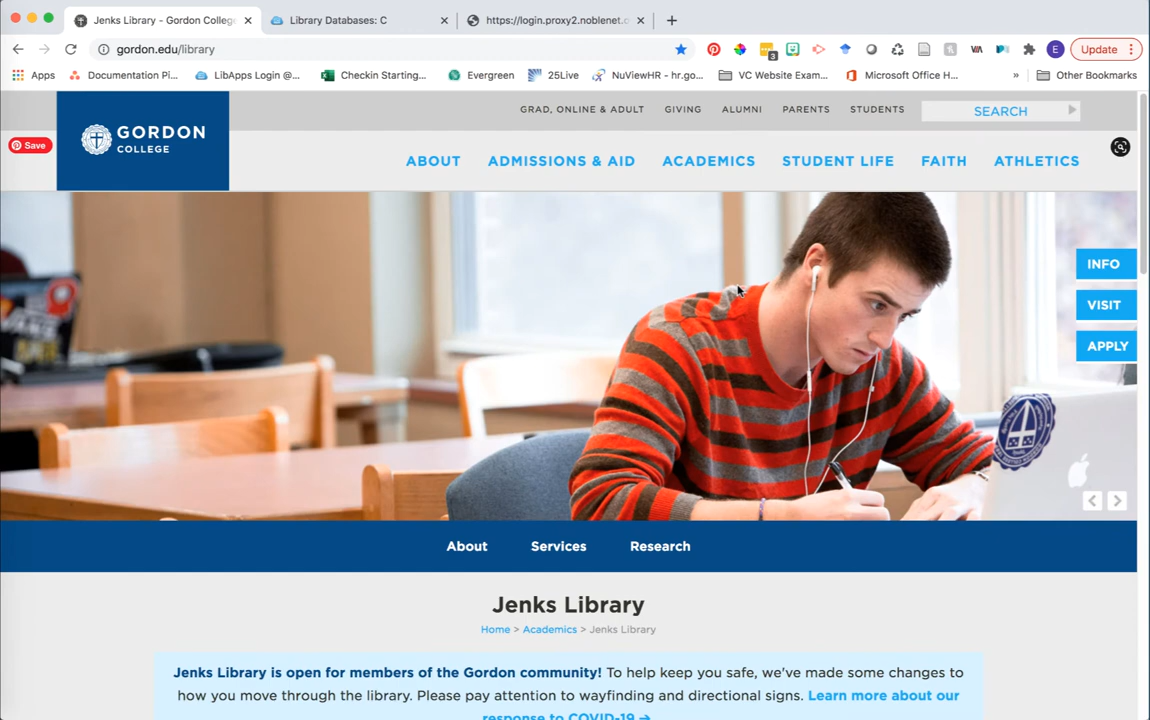 Jenks Library - Gordon College
Library Databases: C
https://login.proxy2.noblenet.o
gordon.edu/library
3
E
Update
Apps
Documentation Pi...
LibApps Login @...
Checkin Starting...
Evergreen
25Live
NuViewHR - hr.go...
VC Website Exam...
Microsoft Office H...
»
Other Bookmarks
GRAD, ONLINE & ADULT
GIVING
ALUMNI
PARENTS
STUDENTS
SEARCH
GORDON
COLLEGE
Save
ABOUT
ADMISSIONS & AID
ACADEMICS
STUDENT LIFE
FAITH
ATHLETICS
INFO
VISIT
APPLY
About
Services
Research
Jenks Library
Home > Academics > Jenks Library
Jenks Library is open for members of the Gordon community! To help keep you safe, we've made some changes to
how you move through the library. Please pay attention to wayfinding and directional signs. Learn more about our
response to COVID-19 →